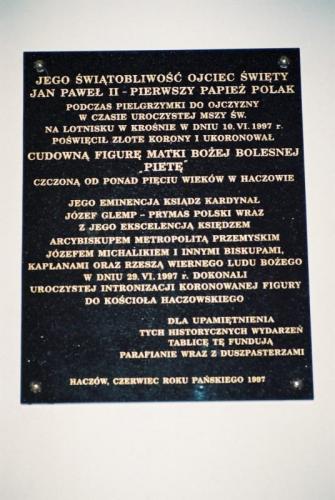 JEGO ŚWIĄTOBLIWOŚĆ OJCIEC ŚWIĘTY
JAN PAWEŁ II - PIERWSZY PAPIEŻ POLAK
PODCZAS PIELGRZYMKI DO OJCZYZNY
W CZASIE UROCZYSTEJ MSZY ŚW.
NA LOTNISKU W KROŚNIE W DNIU 10. VI. 1997 r.
POŚWIĘCIŁ ZŁOTE KORONY I UKORONOWAŁ
CUDOWNĄ FIGURĘ MATKI BOŻEJ BOLESNEJ
„PIETĘ"
CZCZONĄ OD PONAD PIĘCIU WIEKÓW W HACZOWIE
JEGO EMINENCJA KSIĄDZ KARDYNAŁ
JÓZEF GLEMP - PRYMAS POLSKI WRAZ
Z JEGO EKSCELENCJĄ KSIĘDZEM
ARCYBISKUPEM METROPOLITĄ PRZEMYSKIM
JÓZEFEM MICHALIKIEM I INNYMI BISKUPAMI,
KAPŁANAMI ORAZ RZESZĄ WIERNEGO LUDU BOŻEGO
W DNIU 29. VI. 1997 r. DOKONALI
UROCZYSTEJ INTRONIZACJI KORONOWANEJ FIGURY
DO KOŚCIOŁA HACZOWSKIEGO
DLA UPAMIĘTNIENIA
TYCH HISTORYCZNYCH WYDARZEŃ
TABLICĘ TĘ FUNDUJĄ
PARAFIANIE WRAZ Z DUSZPASTERZAMI
HACZÓW, CZERWIEC ROKU PAŃSKIEGO 1997